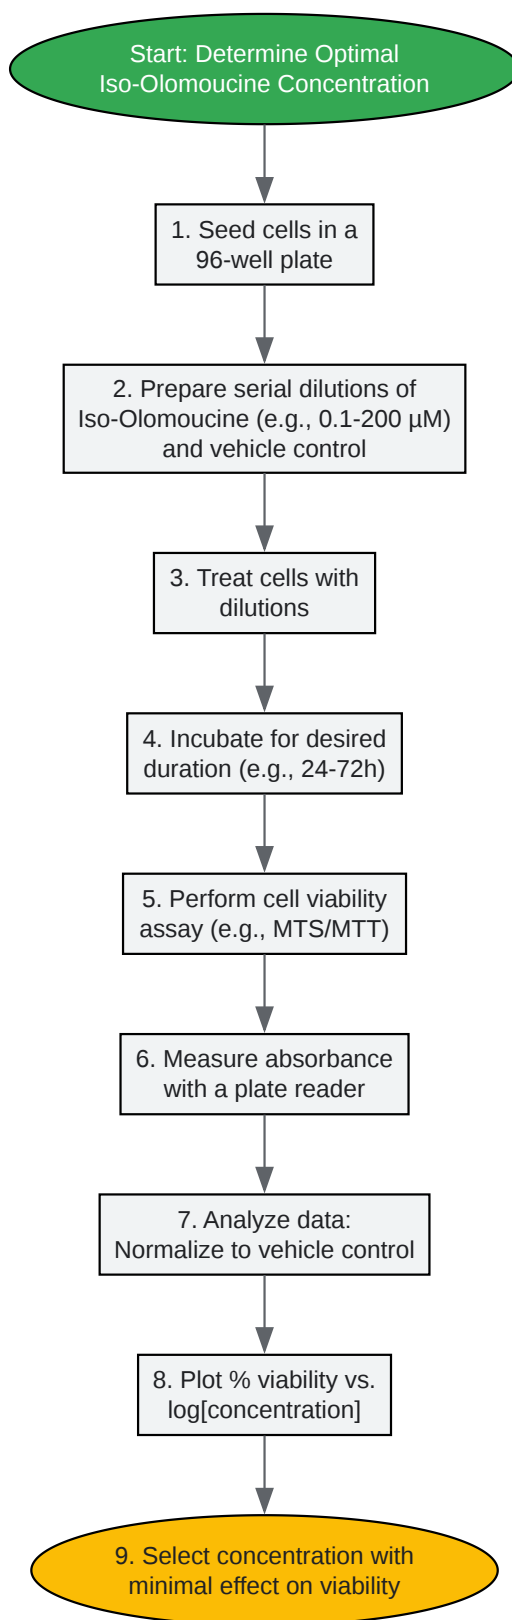 Start: Determine Optimal
Iso-Olomoucine Concentration
1. Seed cells in a
96-well plate
2. Prepare serial dilutions of
Iso-Olomoucine (e.g., 0.1-200 µM)
and vehicle control
3. Treat cells with
dilutions
4. Incubate for desired
duration (e.g., 24-72h)
5. Perform cell viability
assay (e.g., MTS/MTT)
6. Measure absorbance
with a plate reader
7. Analyze data:
Normalize to vehicle control
8. Plot % viability vs.
log[concentration]
9. Select concentration with
minimal effect on viability